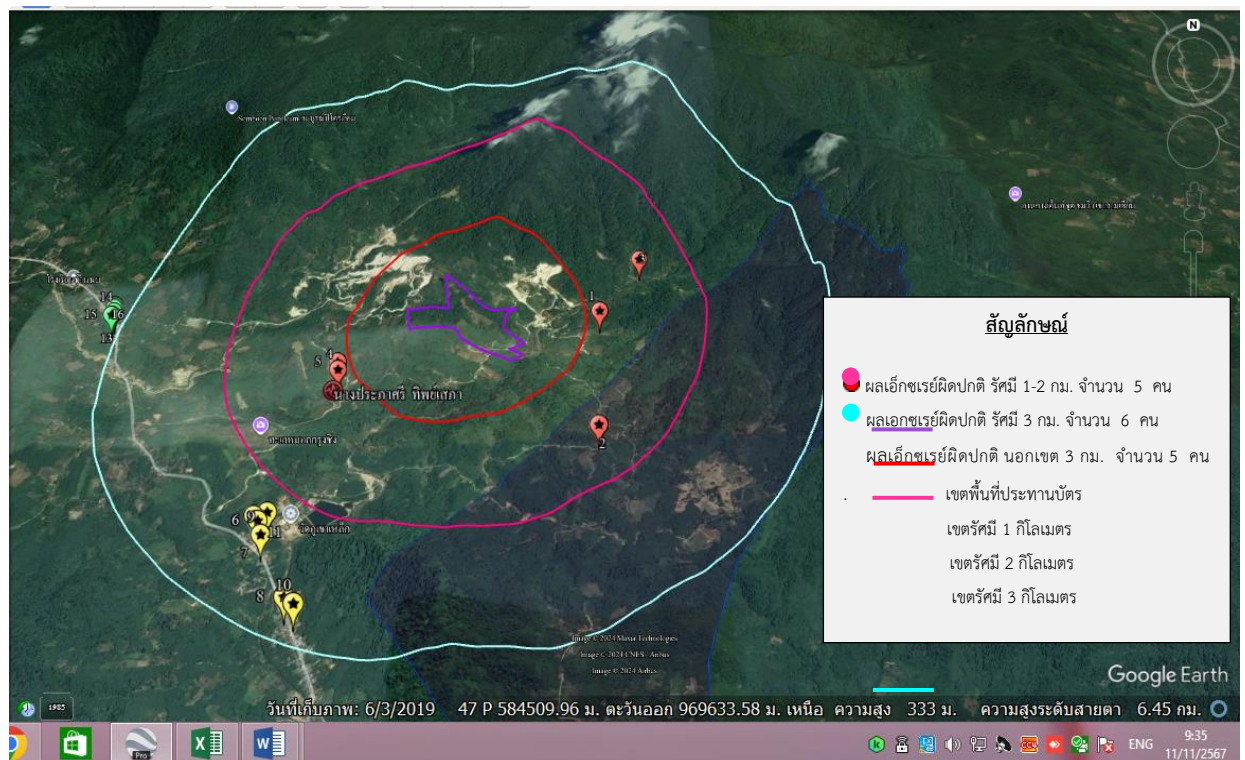 N
14
15
16
13
1
4
5
นางประกาศรี ทิพย์เสภา
2
6
9
11
วัดภูเขาเหล็ก
7
8
10
สัญลักษณ์
ผลเอ็กซเรย์ผิดปกติ รัศมี 1-2 กม. จำนวน 5 คน
ผลเอกซเรย์ผิดปกติ รัศมี 3 กม. จำนวน 6 คน
ผลเอ็กซเรย์ผิดปกติ นอกเขต 3 กม. จำนวน 5 คน
. เขตพื้นที่ประทานบัตร
เขตรัศมี 1 กิโลเมตร
เขตรัศมี 2 กิโลเมตร
เขตรัศมี 3 กิโลเมตร
Image © 2024 Maxar Technologies
Image © 2024 CNES / Airbus
Image © 2024 Airbus
Google Earth
1985
วันที่เก็บภาพ: 6/3/2019 47 P 584509.96 ม. ตะวันออก 969633.58 ม. เหนือ ความสูง 333 ม. ความสูงระดับสายตา 6.45 กม.
Pro
ENG
9:35
11/11/2567